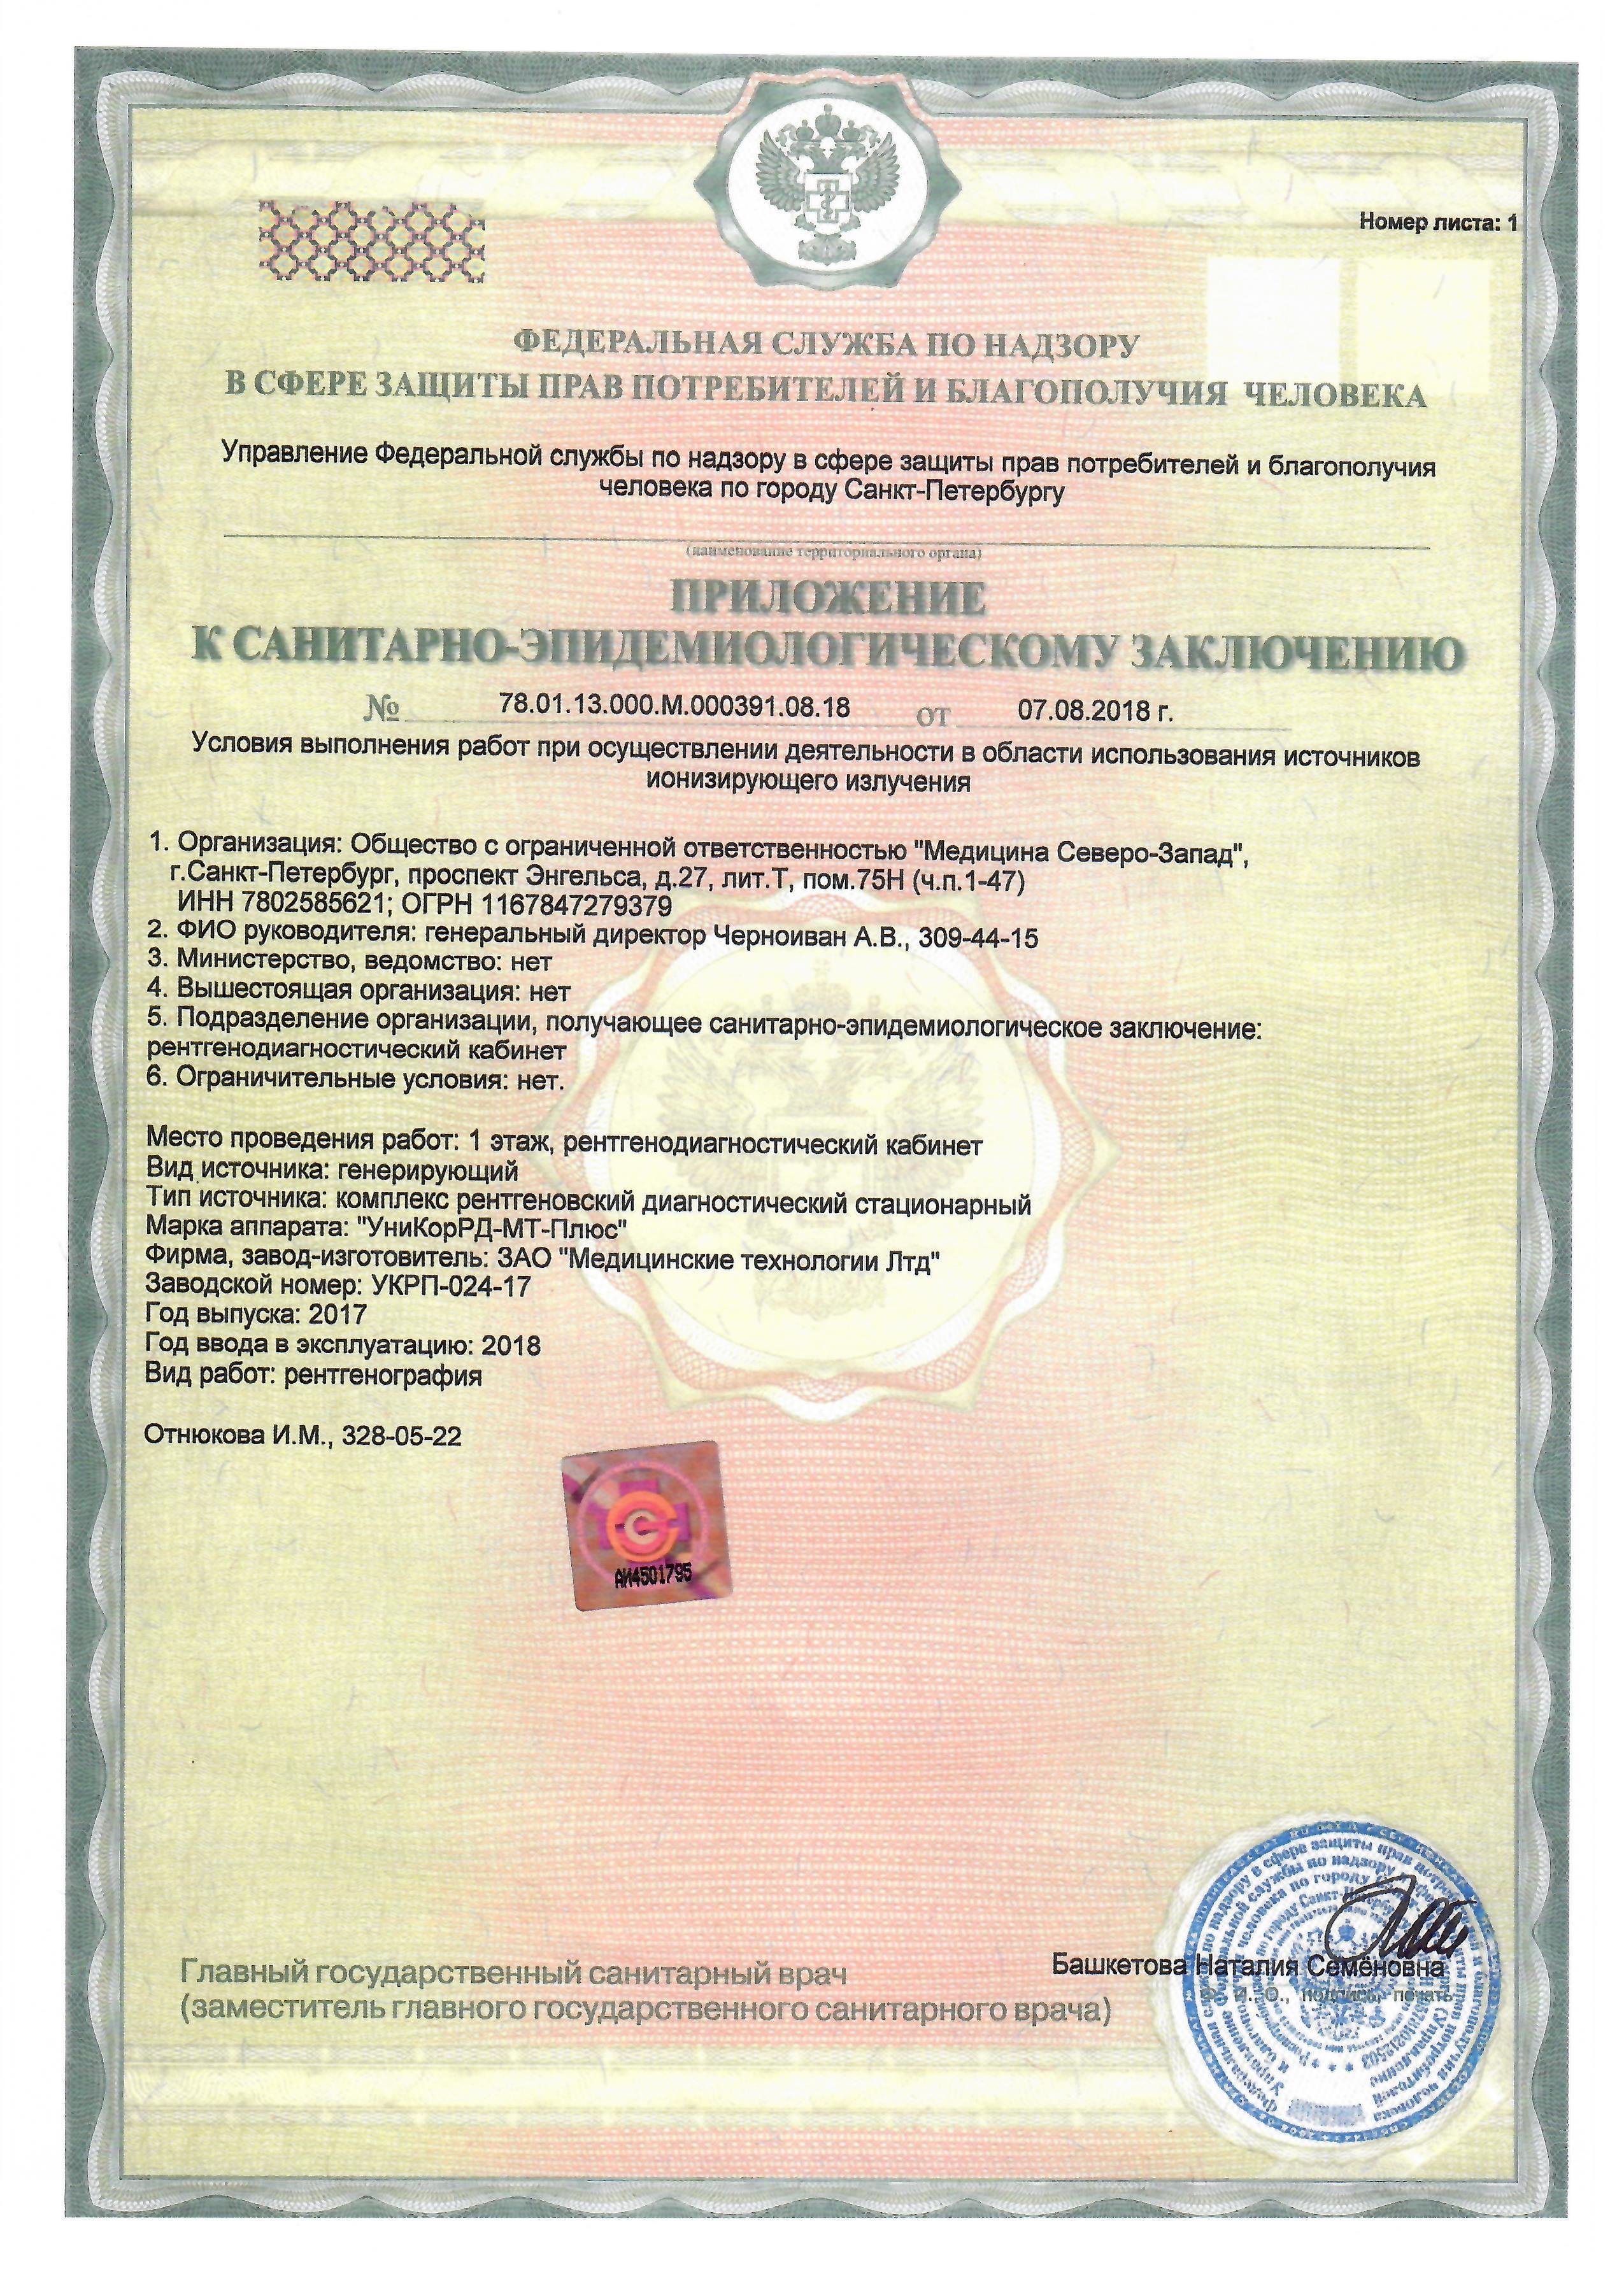 Номер листа: 1
ФЕДЕРАЛЬНАЯ СЛУЖБА ПО НАДЗОРУ
В СФЕРЕ ЗАЩИТЫ ПРАВ ПОТРЕБИТЕЛЕЙ И БЛАГОПОЛУЧИЯ ЧЕЛОВЕКА
Управление Федеральной службы по надзору в сфере защиты прав потребителей и благополучия
человека по городу Санкт-Петербургу
(наименование территориального органа)
ПРИЛОЖЕНИЕ
К САНИТАРНО-ЭПИДЕМИОЛОГИЧЕСКОМУ ЗАКЛЮЧЕНИЮ
№ 78.01.13.000.М.000391.08.18 от 07.08.2018 г.
Условия выполнения работ при осуществлении деятельности в области использования источников
ионизирующего излучения
1. Организация: Общество с ограниченной ответственностью "Медицина Северо-Запад",
г.Санкт-Петербург, проспект Энгельса, д.27, лит.Т, пом.75Н (ч.п.1-47)
ИНН 7802585621; ОГРН 1167847279379
2. ФИО руководителя: генеральный директор Черноиван А.В., 309-44-15
3. Министерство, ведомство: нет
4. Вышестоящая организация: нет
5. Подразделение организации, получающее санитарно-эпидемиологическое заключение:
рентгенодиагностический кабинет
6. Ограничительные условия: нет.
Место проведения работ: 1 этаж, рентгенодиагностический кабинет
Вид источника: генерирующий
Тип источника: комплекс рентгеновский диагностический стационарный
Марка аппарата: "УниКорРД-МТ-Плюс"
Фирма, завод-изготовитель: ЗАО "Медицинские технологии Лтд"
Заводской номер: УКРП-024-17
Год выпуска: 2017
Год ввода в эксплуатацию: 2018
Вид работ: рентгенография
Отнюкова И.М., 328-05-22
АИ4501795
Главный государственный санитарный врач
(заместитель главного государственного санитарного врача)
Башкетова Наталия Семёновна
Ф. И. О., подпись, печать